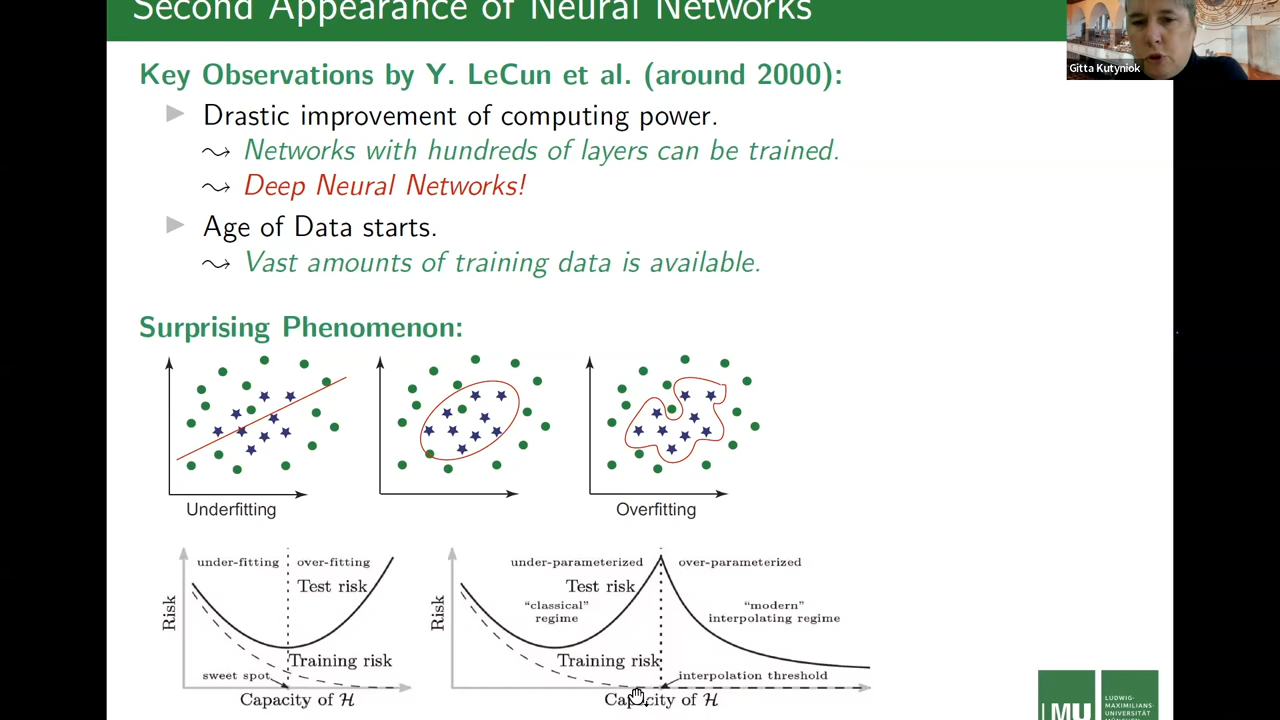 Second Appearance of Neural Networks
Gitta Kutyniok
Key Observations by Y. LeCun et al. (around 2000):
Drastic improvement of computing power.
Networks with hundreds of layers can be trained.
Deep Neural Networks!
Age of Data starts.
Vast amounts of training data is available.
Surprising Phenomenon:
Underfitting
Overfitting
under-fitting
over-fitting
Test risk
Risk
Training risk
sweet spot
Capacity of H
under-parameterized
over-parameterized
Test risk
"classical"
regime
"modern"
interpolating regime
Risk
Training risk
interpolation threshold
Capacity of H
LMU
LUDWIG-
MAXIMILIANS-
UNIVERSITÄT